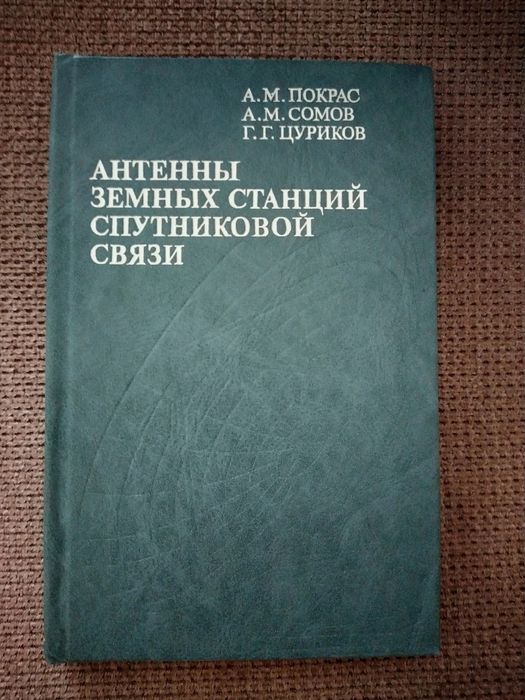 А.М. ПОКРАС
А.М. СОМОВ
Г.Г. ЦУРИКОВ
АНТЕННЫ
ЗЕМНЫХ СТАНЦИЙ
СПУТНИКОВОЙ
СВЯЗИ